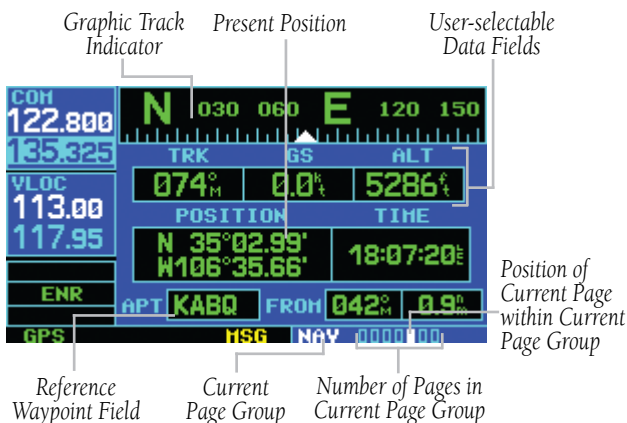 Graphic Track
Indicator
Present Position
User-selectable
Data Fields
COM
122.800
135.325
VLOC
113.00
117.95
ENR
GPS
N 030 060 E 120 150
TRK GS ALT
074°M 0.0kt 5286ft
POSITION TIME
N 35°02.99'
W106°35.66'
18:07:20
APT KABQ FROM 042°M 0.9nm
MSG NAV
Position of
Current Page
within Current
Page Group
Reference
Waypoint Field
Current
Page Group
Number of Pages in
Current Page Group